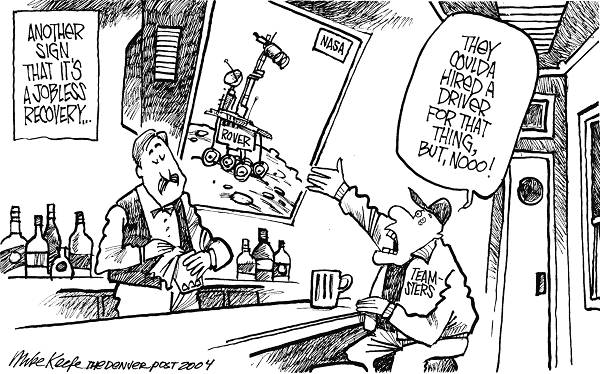 ANOTHER
SIGN
THAT IT'S
A JOBLESS
RECOVERY...
NASA
ROVER
THEY
COULDA
HIRED A
DRIVER
FOR THAT
THING,
BUT, NOOO!
TEAM-
STERS
Mike Keefe THE DENVER POST 2004